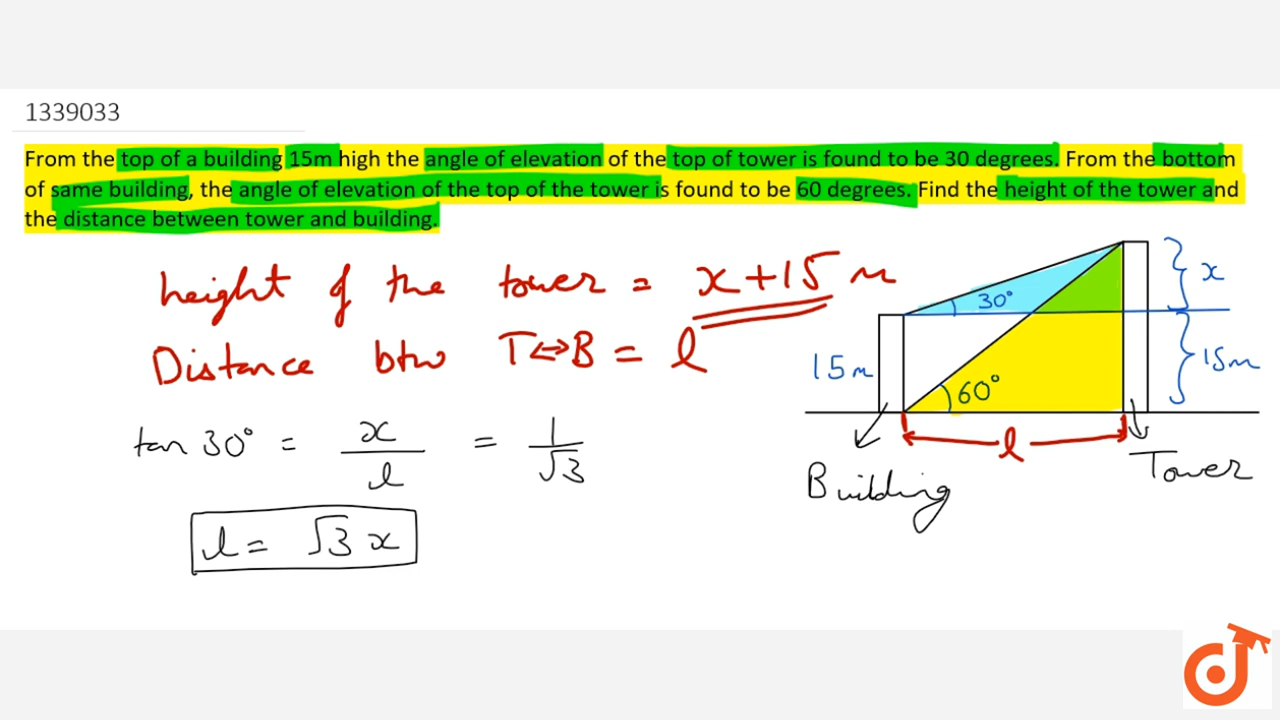 1339033
From the top of a building 15m high the angle of elevation of the top of tower is found to be 30 degrees. From the bottom
of same building, the angle of elevation of the top of the tower is found to be 60 degrees. Find the height of the tower and
the distance between tower and building.
height of the tower = x+15 m
Distance btw T↔B = l
tan 30° = x/l = 1/√3
l = √3 x
x
30°
15m
15m
60°
l
Building
Tower